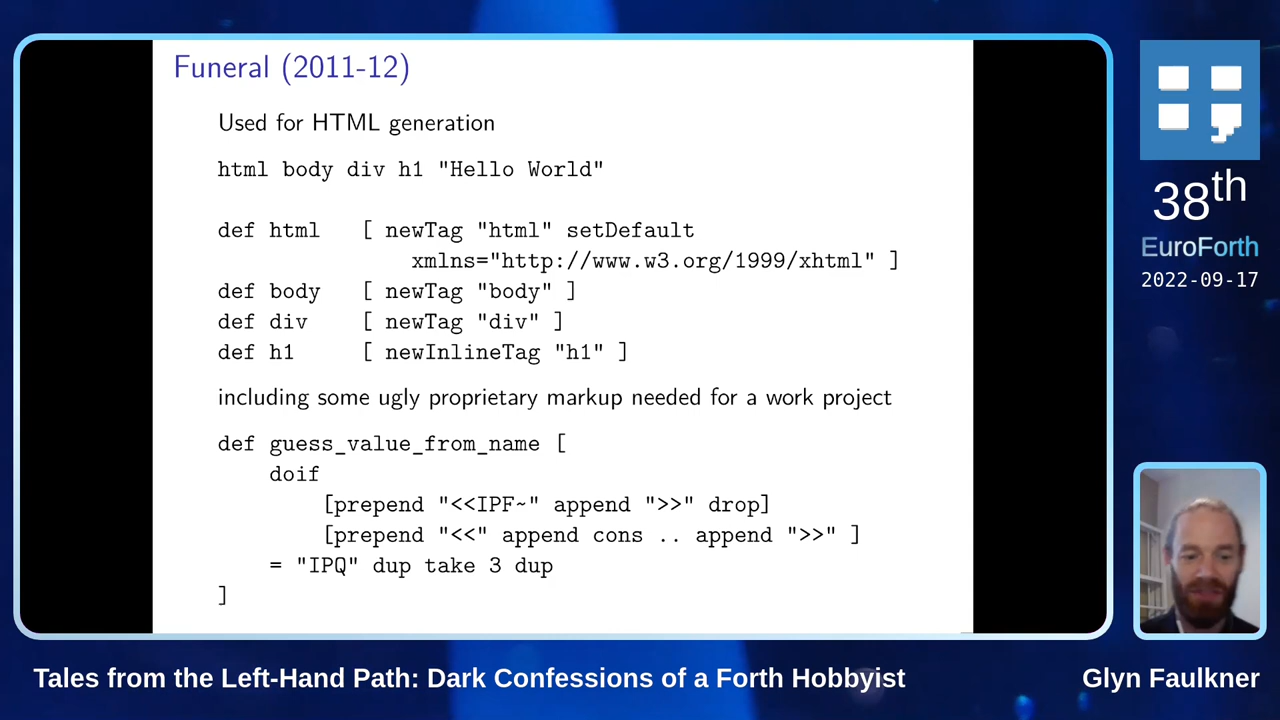 Funeral (2011-12)
Used for HTML generation
html body div h1 "Hello World"
def html [ newTag "html" setDefault
xmlns="http://www.w3.org/1999/xhtml" ]
def body [ newTag "body" ]
def div [ newTag "div" ]
def h1 [ newInlineTag "h1" ]
including some ugly proprietary markup needed for a work project
def guess_value_from_name [
doif
[prepend "<<IPF~" append ">>" drop]
[prepend "<<" append cons .. append ">>" ]
= "IPQ" dup take 3 dup
]
38th
EuroForth
2022-09-17
Tales from the Left-Hand Path: Dark Confessions of a Forth Hobbyist
Glyn Faulkner